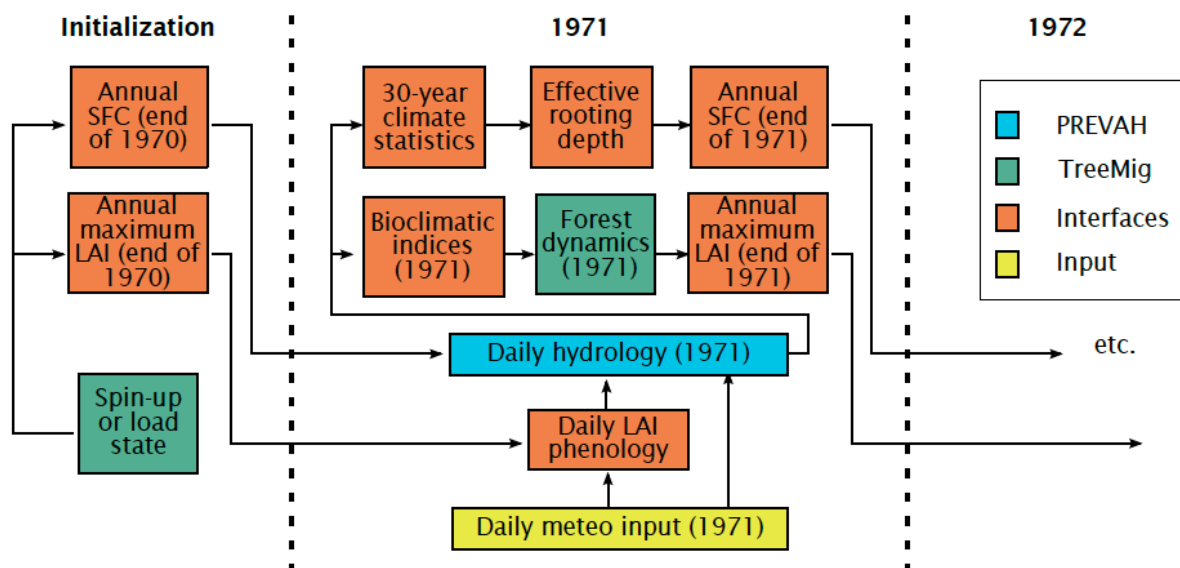 Initialization
Annual
SFC (end
of 1970)
Annual
maximum
LAI (end of
1970)
Spin-up
or load
state
1971
30-year
climate
statistics
Effective
rooting
depth
Annual
SFC (end
of 1971)
Bioclimatic
indices
(1971)
Forest
dynamics
(1971)
Annual
maximum
LAI (end of
1971)
Daily hydrology (1971)
Daily LAI
phenology
Daily meteo input (1971)
1972
PREVAH
TreeMig
Interfaces
Input
etc.